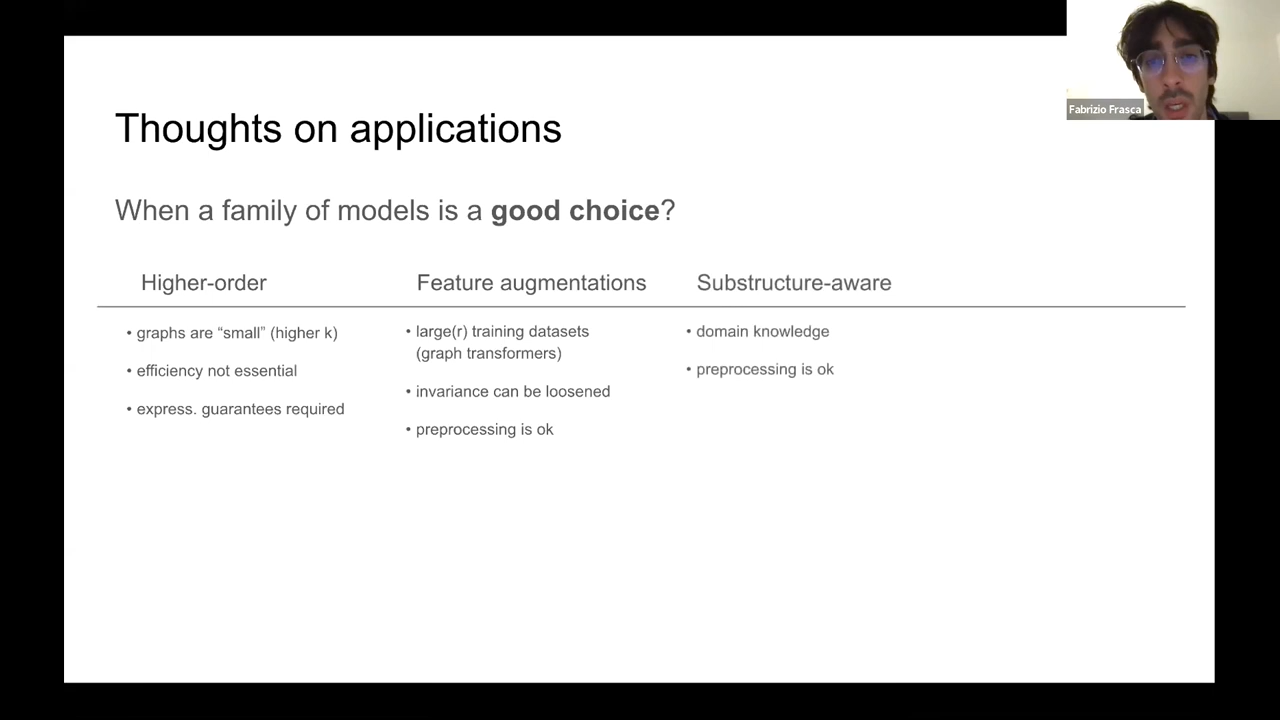 Fabrizio Frasca
Thoughts on applications
When a family of models is a good choice?
Higher-order
• graphs are “small” (higher k)
• efficiency not essential
• express. guarantees required
Feature augmentations
• large(r) training datasets
(graph transformers)
• invariance can be loosened
• preprocessing is ok
Substructure-aware
• domain knowledge
• preprocessing is ok